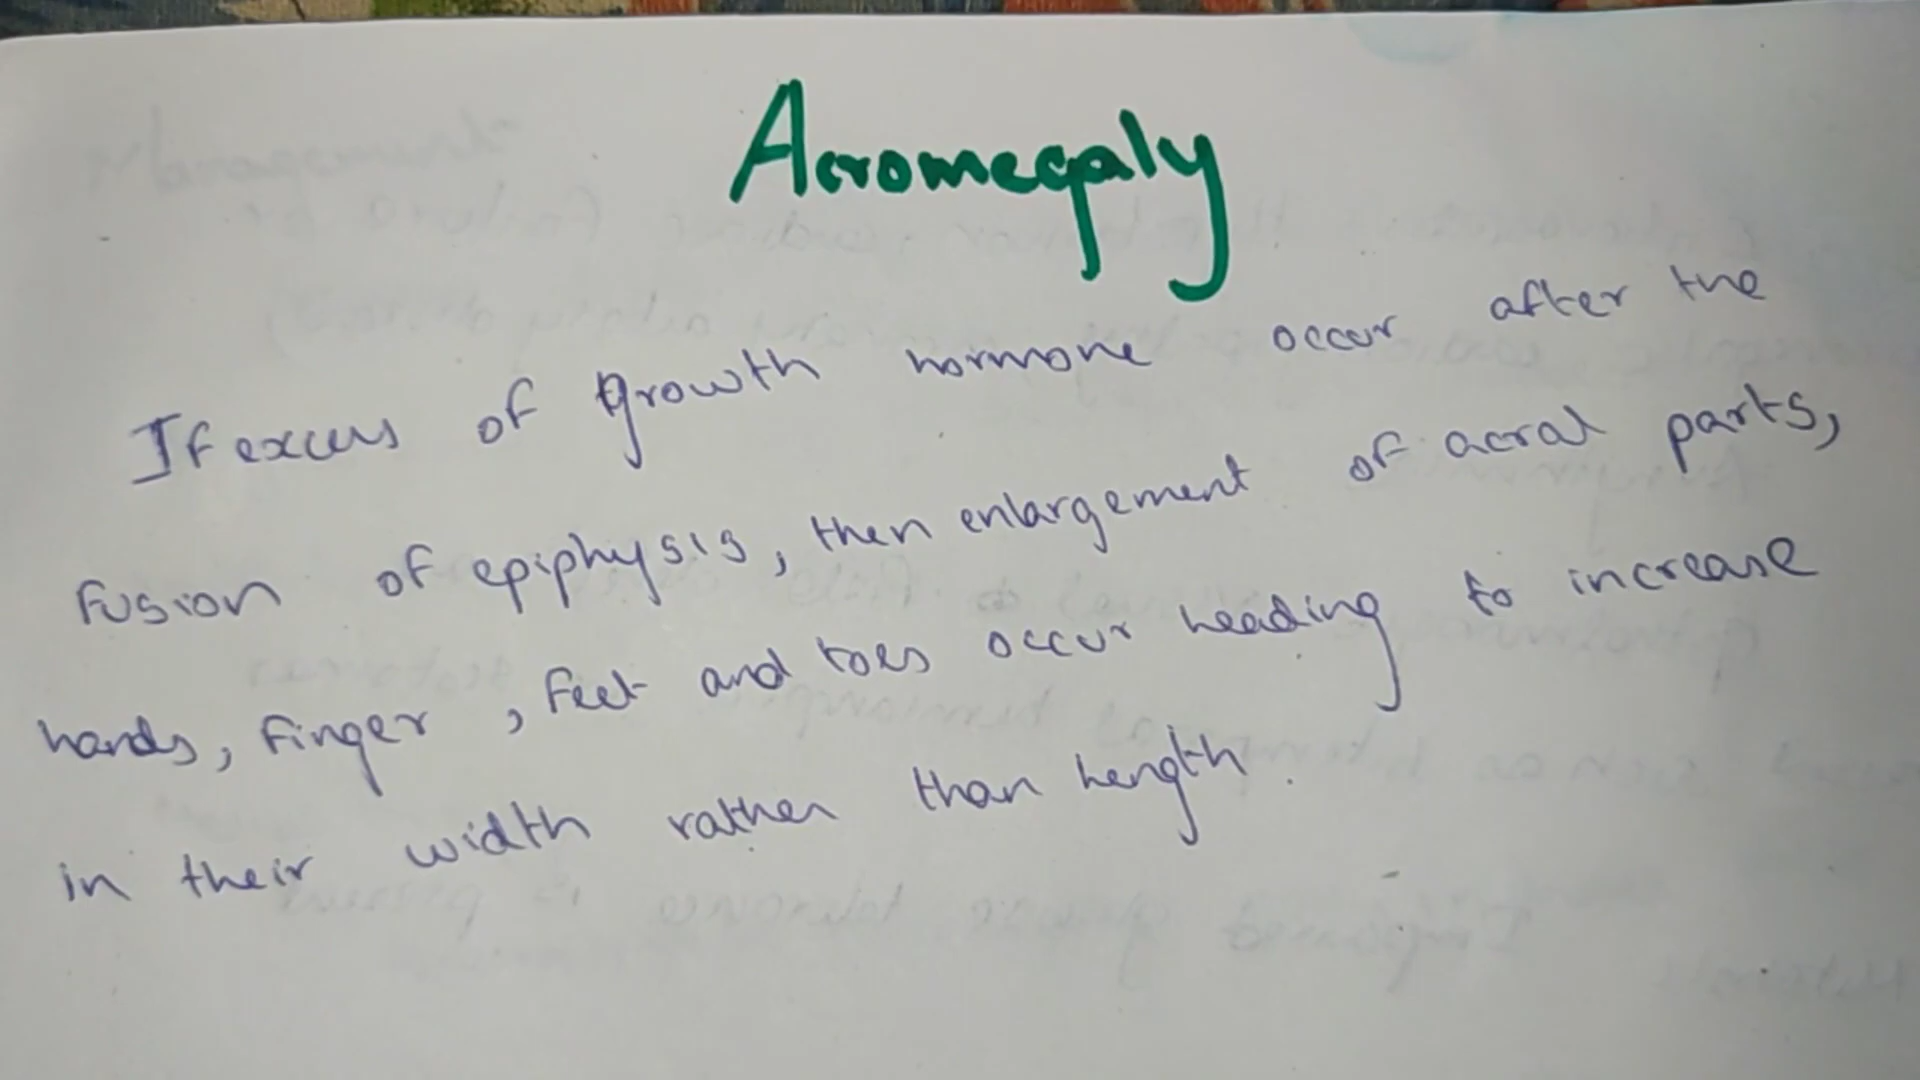 Acromegaly
If excess of growth hormone occur after the
fusion of epiphysis, then enlargement of acral parts,
hands, finger, feet and toes occur leading to increase
in their width rather than length.